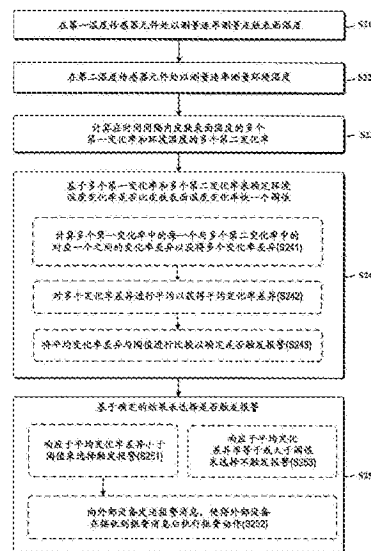 在第一温度传感器元件处以测量速率测量皮肤表面温度
S21
在第二温度传感器元件处以测量速率测量环境温度
S22
计算在时间间隔内皮肤表面温度的多个
第一变化率和环境温度的多个第二变化率
S23
基于多个第一变化率和多个第二变化率来确定环境
温度变化率是否比皮肤表面温度变化率快一个阈值
计算多个第一变化率中的每一个与多个第二变化率中的
对应一个之间的变化率差异以获得多个变化率差异(S241)
对多个变化率差异进行平均以获得平均变化率差异(S242)
将平均变化率差异与阈值进行比较以确定是否触发报警(S243)
S24
基于确定的结果来选择是否触发报警
响应于平均变化率差异小于
阈值来选择触发报警(S251)
响应于平均变化
率差异等于或大于阈值
来选择不触发报警(S253)
向外部设备发送报警消息，使得外部设备
在接收到报警消息后执行报警动作(S252)
S25